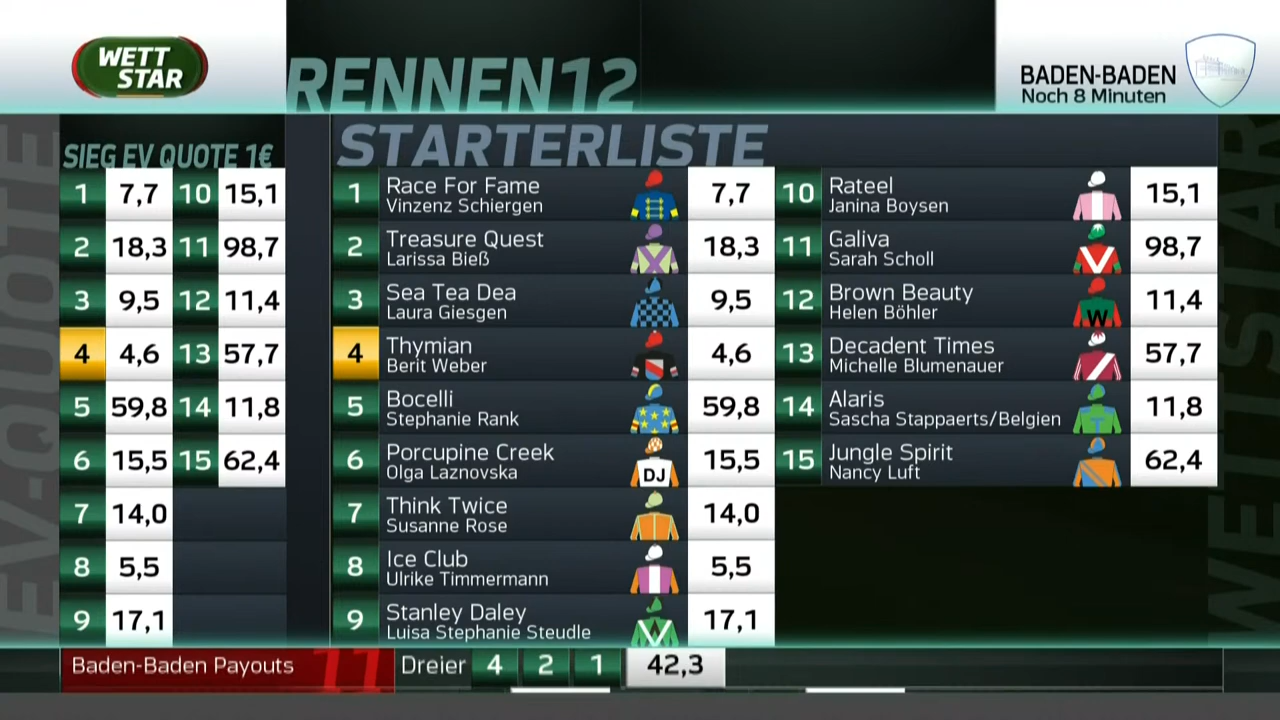 WETT
STAR
RENNEN 12
BADEN-BADEN
Noch 8 Minuten
EV-QUOTE
SIEG EV QUOTE 1€
1 7,7 10 15,1
2 18,3 11 98,7
3 9,5 12 11,4
4 4,6 13 57,7
5 59,8 14 11,8
6 15,5 15 62,4
7 14,0
8 5,5
9 17,1
STARTERLISTE
1 Race For Fame 7,7
Vinzenz Schiergen
2 Treasure Quest 18,3
Larissa Bieß
3 Sea Tea Dea 9,5
Laura Giesgen
4 Thymian 4,6
Berit Weber
5 Bocelli 59,8
Stephanie Rank
6 Porcupine Creek 15,5
Olga Laznovska
DJ
7 Think Twice 14,0
Susanne Rose
8 Ice Club 5,5
Ulrike Timmermann
9 Stanley Daley 17,1
Luisa Stephanie Steudle
10 Rateel 15,1
Janina Boysen
11 Galiva 98,7
Sarah Scholl
12 Brown Beauty 11,4
Helen Böhler
W
13 Decadent Times 57,7
Michelle Blumenauer
14 Alaris 11,8
Sascha Stappaerts/Belgien
15 Jungle Spirit 62,4
Nancy Luft
WETTSTAR
Baden-Baden Payouts 11 Dreier 4 2 1 42,3